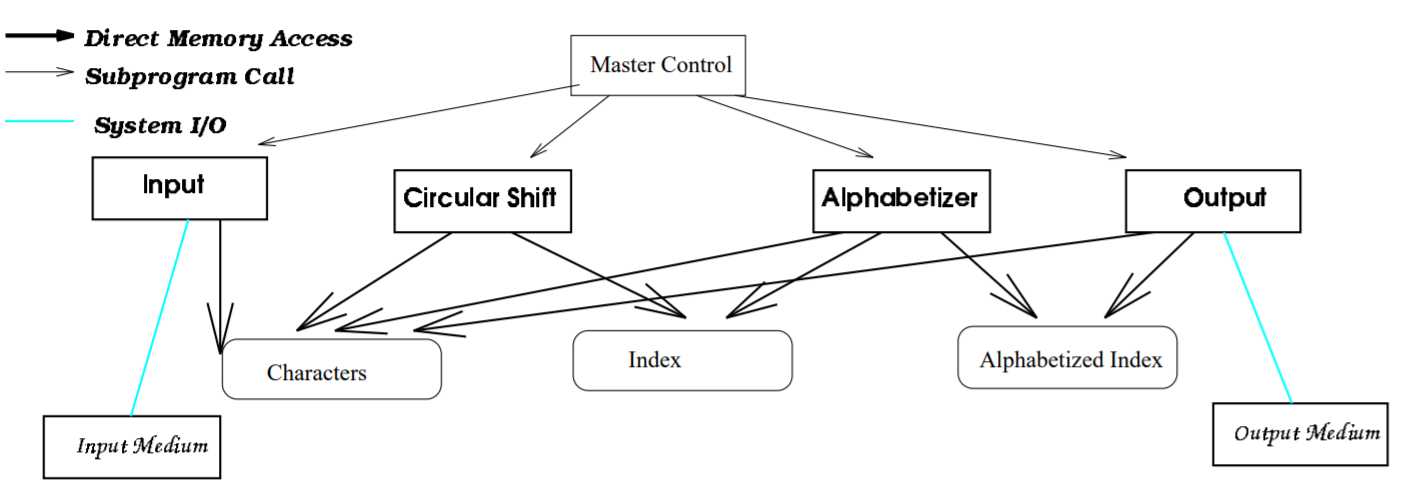 Direct Memory Access
Subprogram Call
System I/O
Master Control
Input
Circular Shift
Alphabetizer
Output
Characters
Index
Alphabetized Index
Input Medium
Output Medium